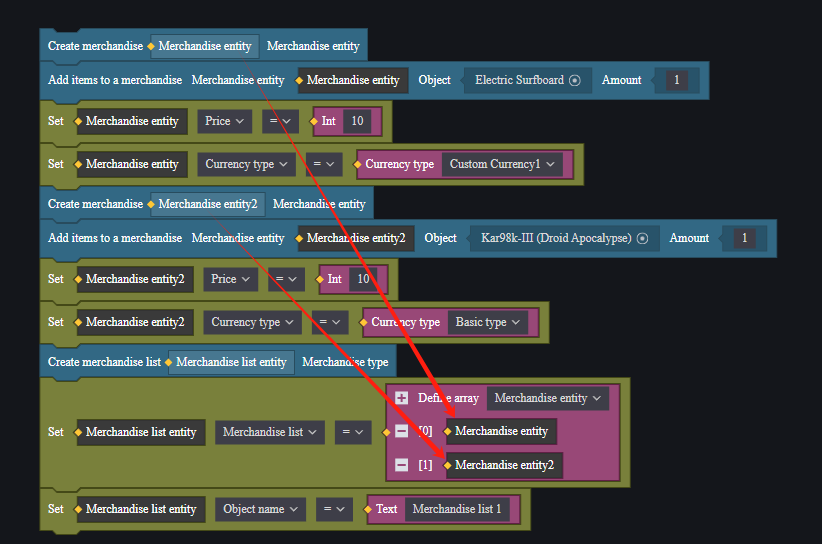 Create merchandise Merchandise entity Merchandise entity
Add items to a merchandise Merchandise entity Merchandise entity Object Electric Surfboard Amount 1
Set Merchandise entity Price = Int 10
Set Merchandise entity Currency type = Currency type Custom Currency1
Create merchandise Merchandise entity2 Merchandise entity
Add items to a merchandise Merchandise entity Merchandise entity2 Object Kar98k-III (Droid Apocalypse) Amount 1
Set Merchandise entity2 Price = Int 10
Set Merchandise entity2 Currency type = Currency type Basic type
Create merchandise list Merchandise list entity Merchandise type
Define array Merchandise entity
Set Merchandise list entity Merchandise list = [0] Merchandise entity
[1] Merchandise entity2
Set Merchandise list entity Object name = Text Merchandise list 1